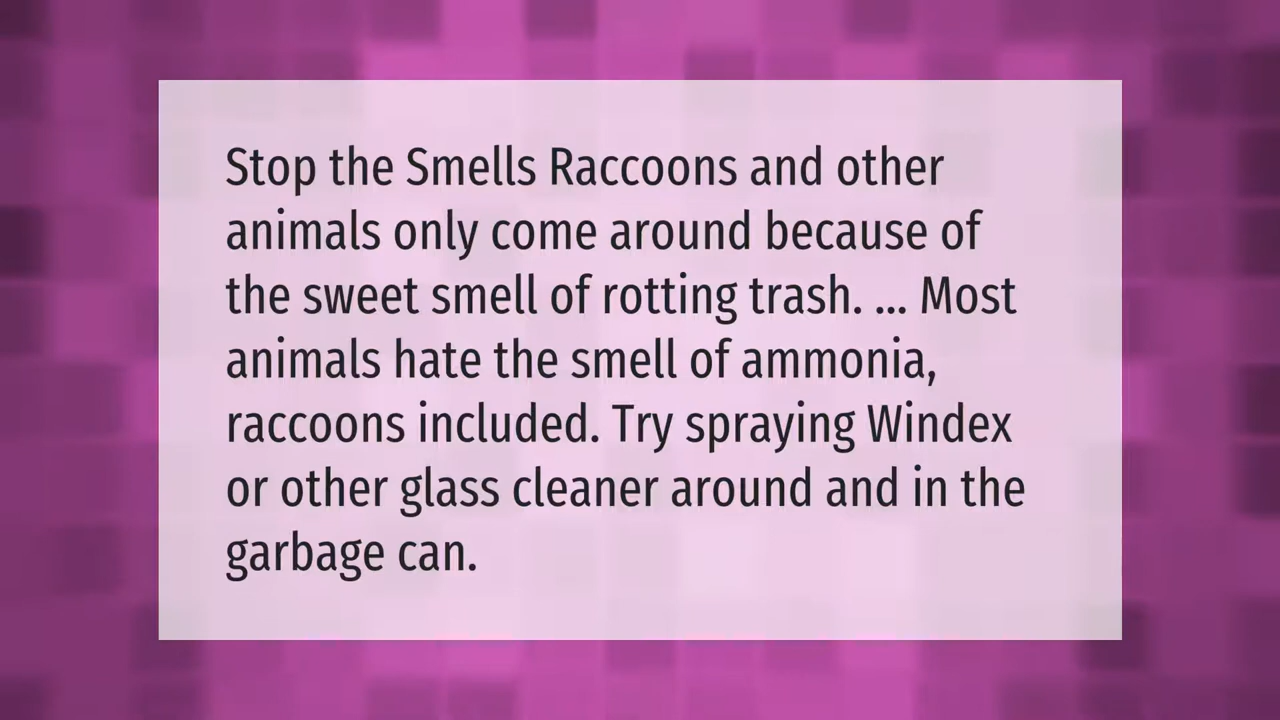 Stop the Smells Raccoons and other
animals only come around because of
the sweet smell of rotting trash. ... Most
animals hate the smell of ammonia,
raccoons included. Try spraying Windex
or other glass cleaner around and in the
garbage can.